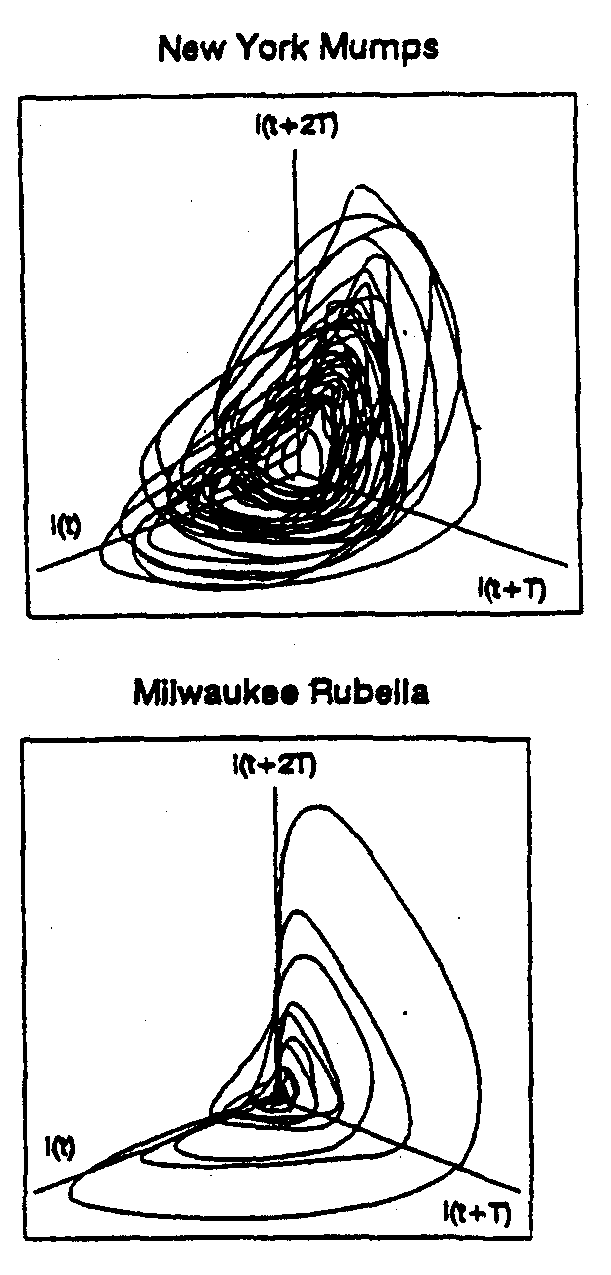 New York Mumps
I(t+2T)
I(t)
I(t+T)
Milwaukee Rubella
I(t+2T)
I(t)
I(t+T)